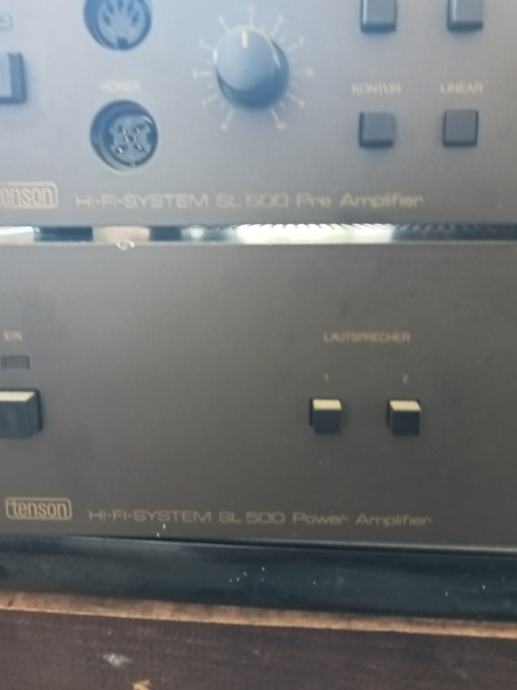 HÖRER
KONTUR LINEAR
tenson HI-FI-SYSTEM SL 500 Pre Amplifier
EIN
LAUTSPRECHER
1 2
tenson HI-FI-SYSTEM SL 500 Power Amplifier